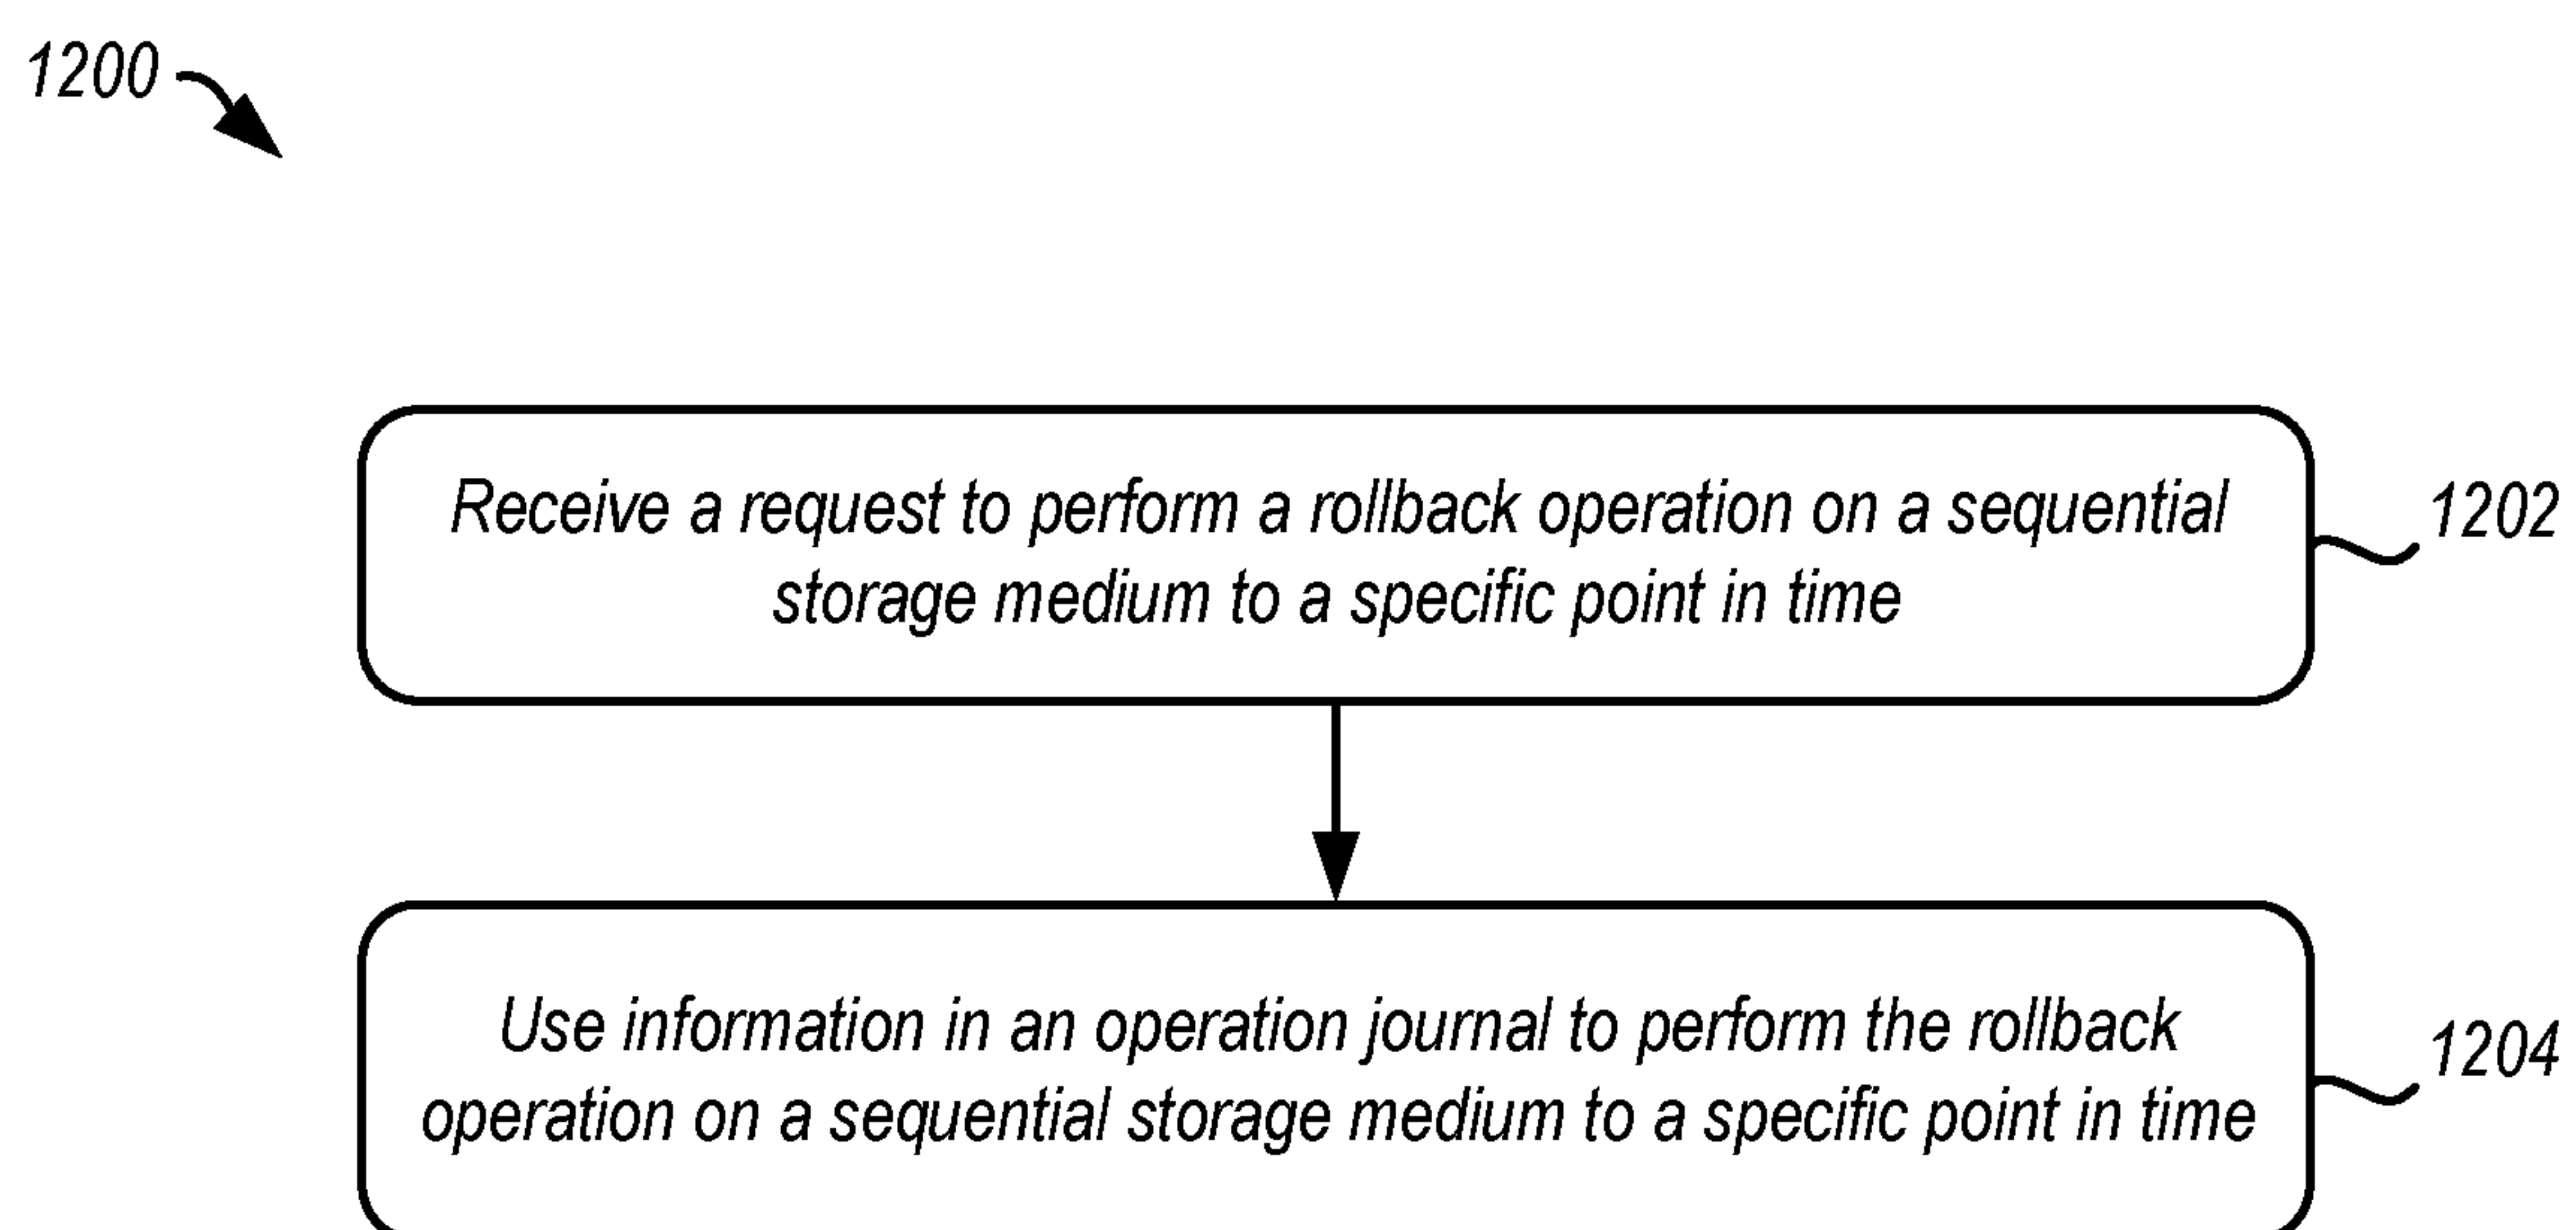 1200
Receive a request to perform a rollback operation on a sequential
storage medium to a specific point in time
1202
Use information in an operation journal to perform the rollback
operation on a sequential storage medium to a specific point in time
1204